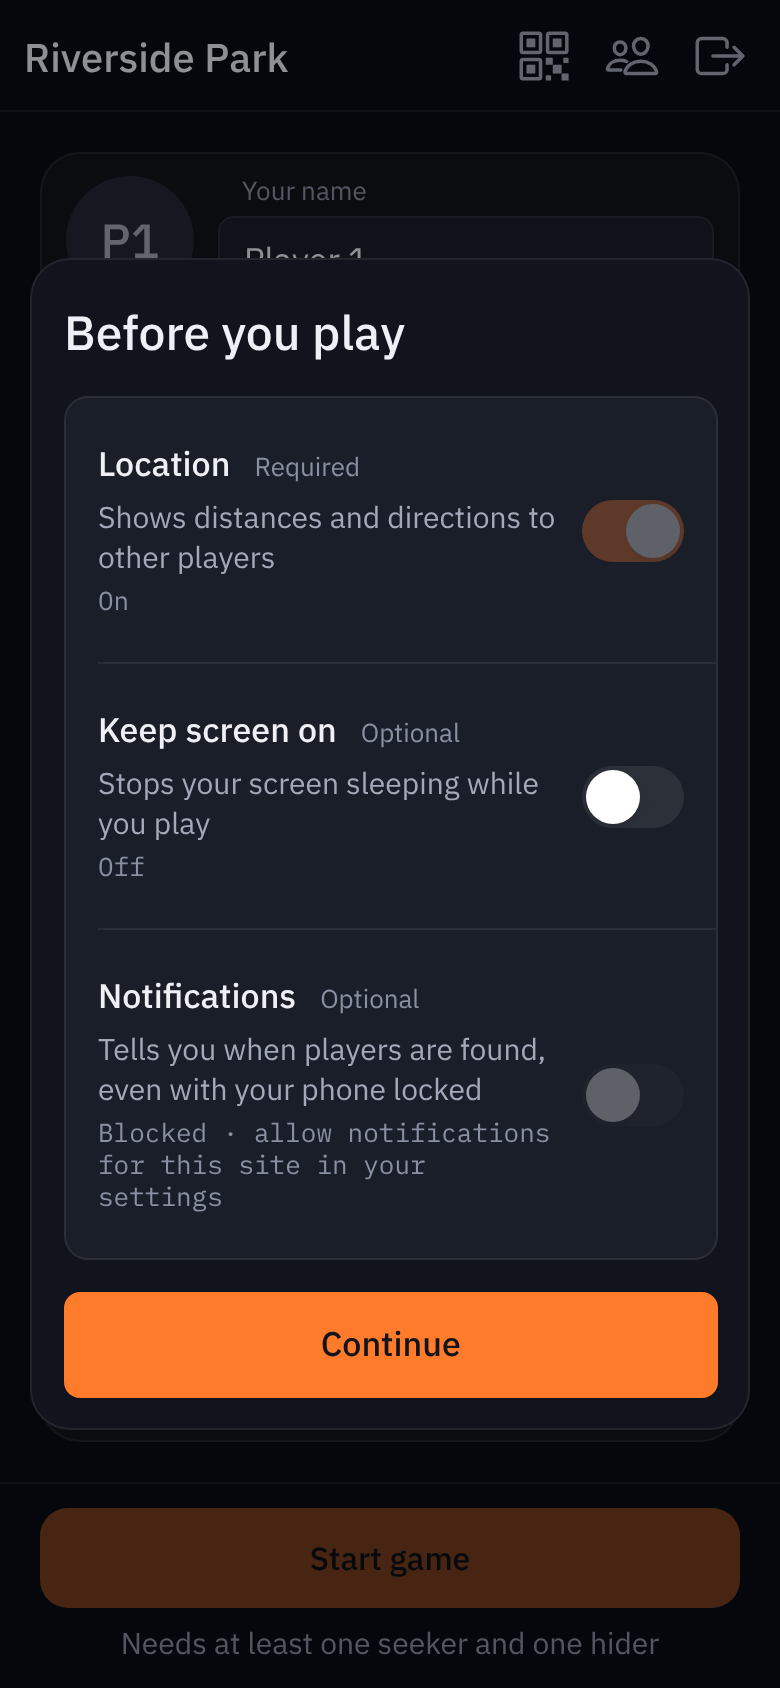 Riverside Park
Your name
P1
Player 1
Before you play
Location Required
Shows distances and directions to
other players
On
Keep screen on Optional
Stops your screen sleeping while
you play
Off
Notifications Optional
Tells you when players are found,
even with your phone locked
Blocked · allow notifications
for this site in your
settings
Continue
Start game
Needs at least one seeker and one hider